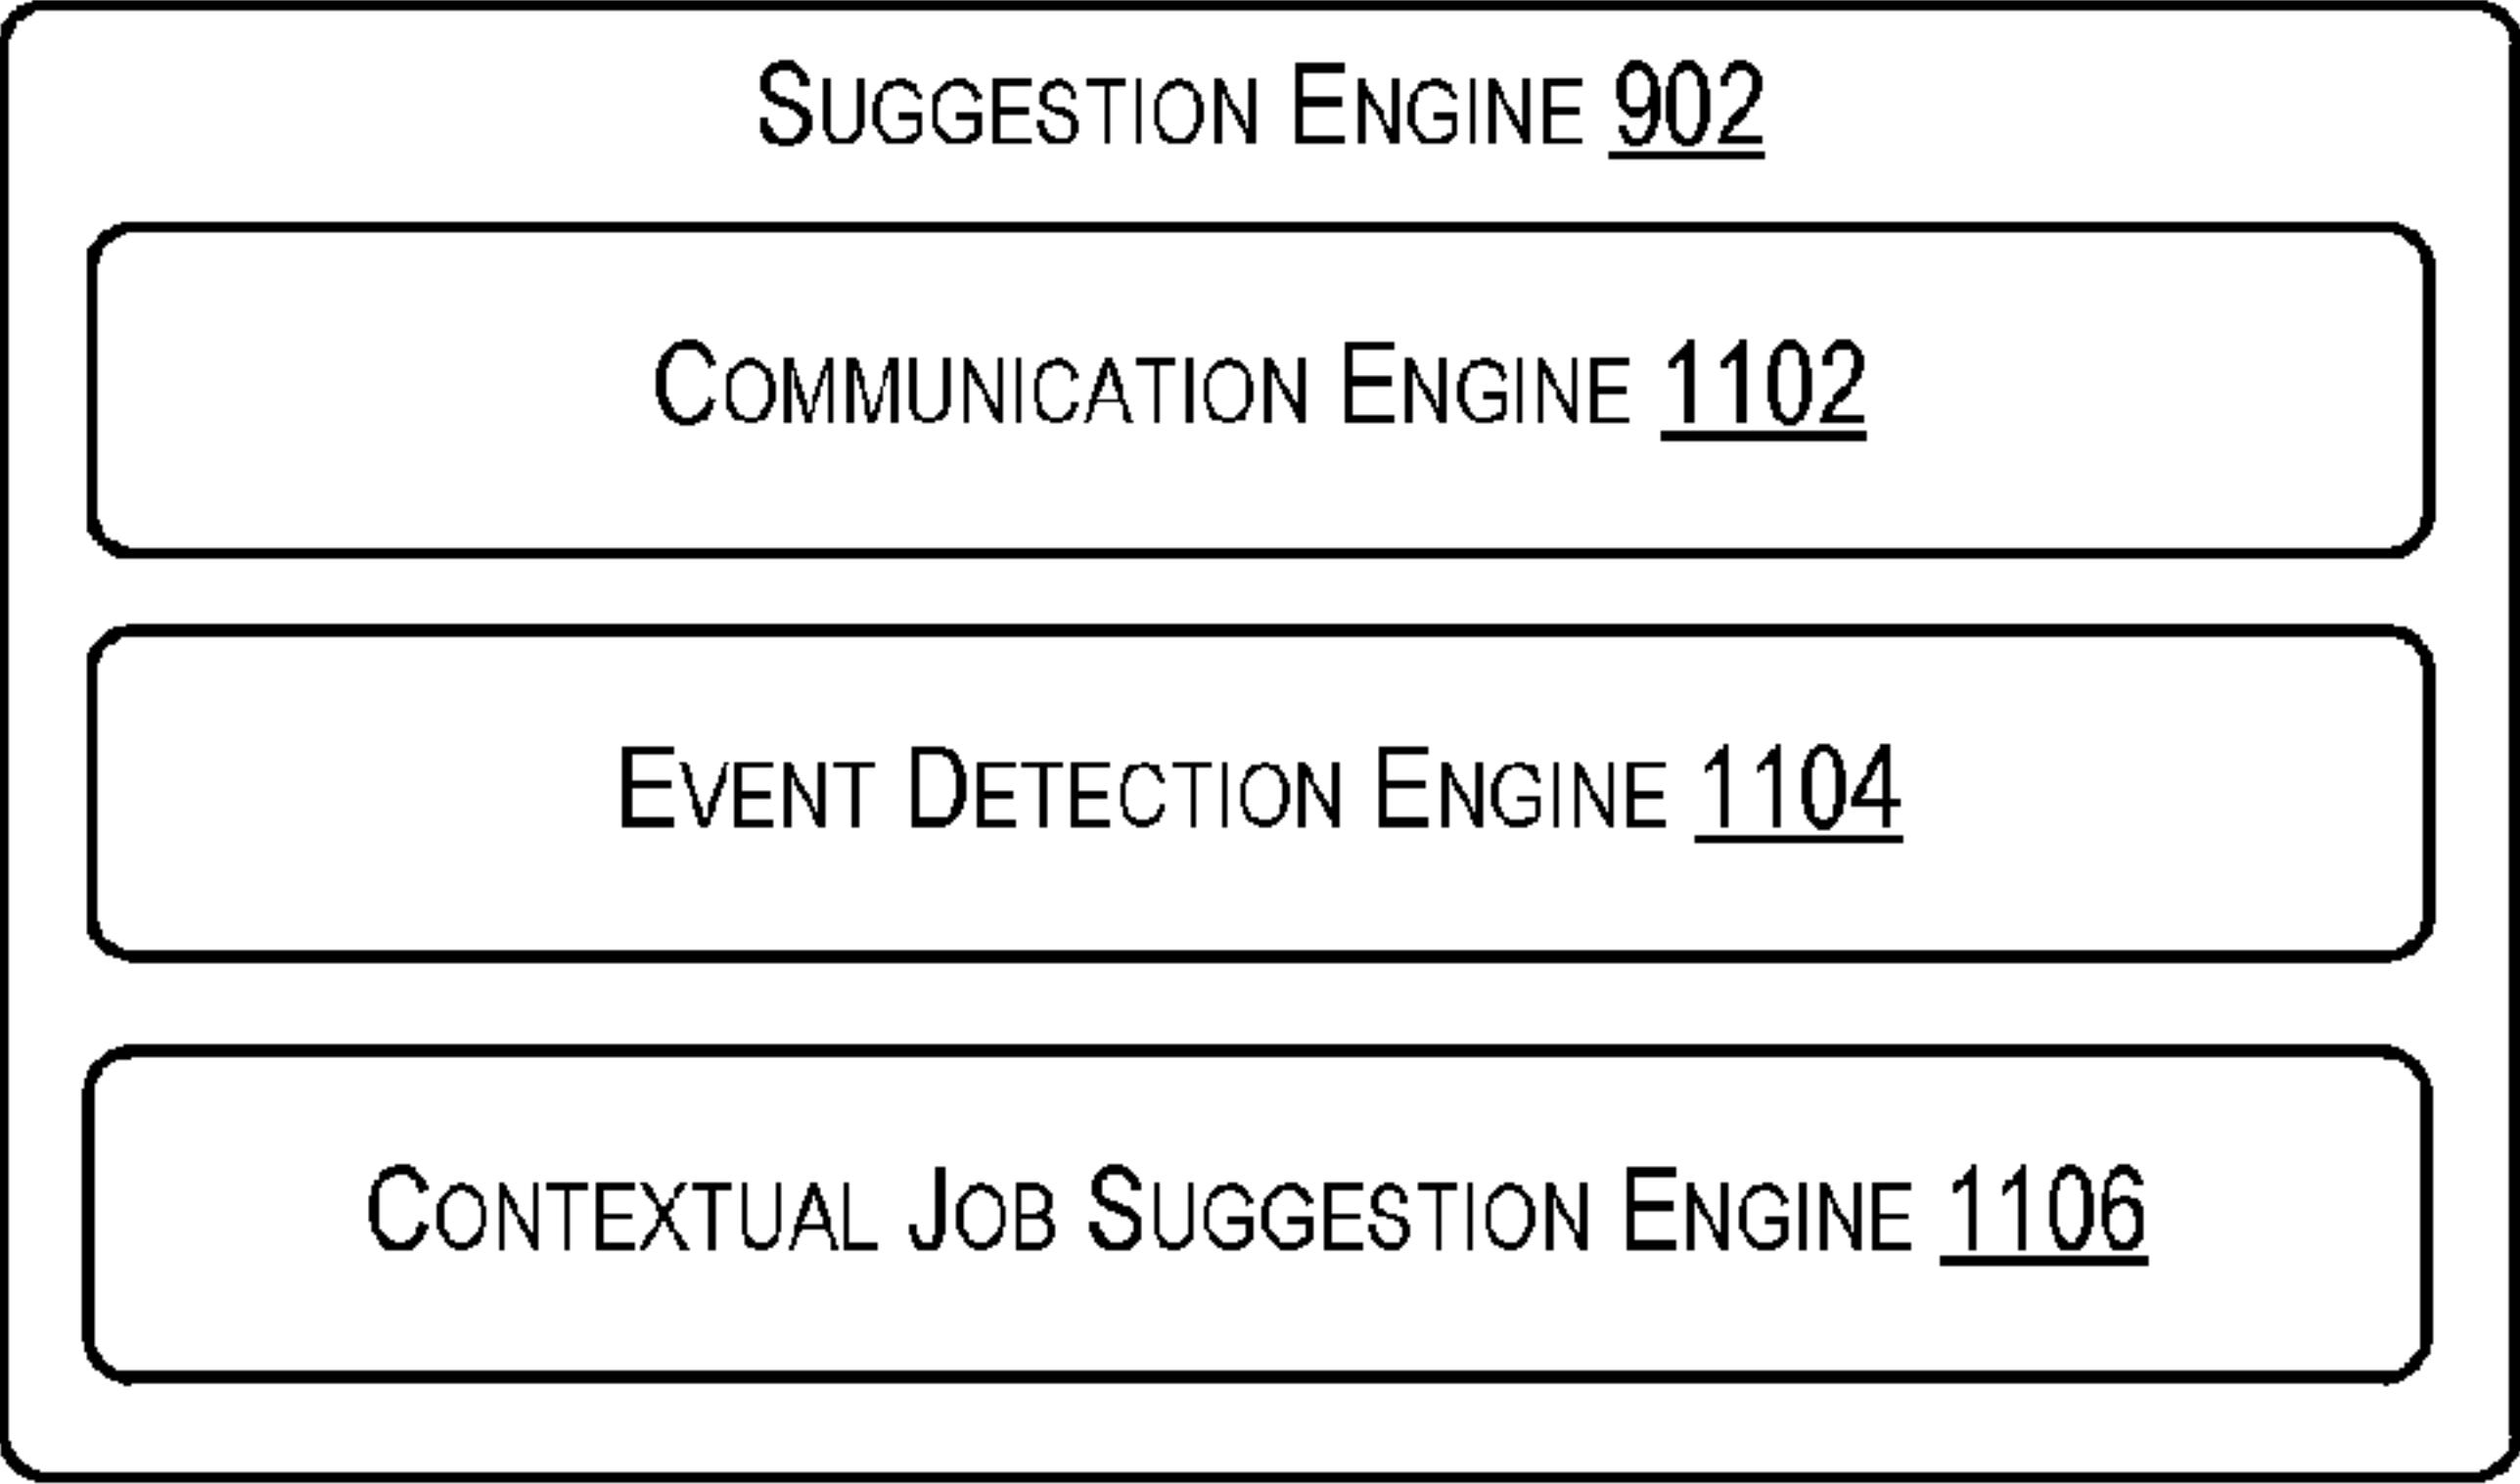 SUGGESTION ENGINE 902
COMMUNICATION ENGINE 1102
EVENT DETECTION ENGINE 1104
CONTEXTUAL JOB SUGGESTION ENGINE 1106